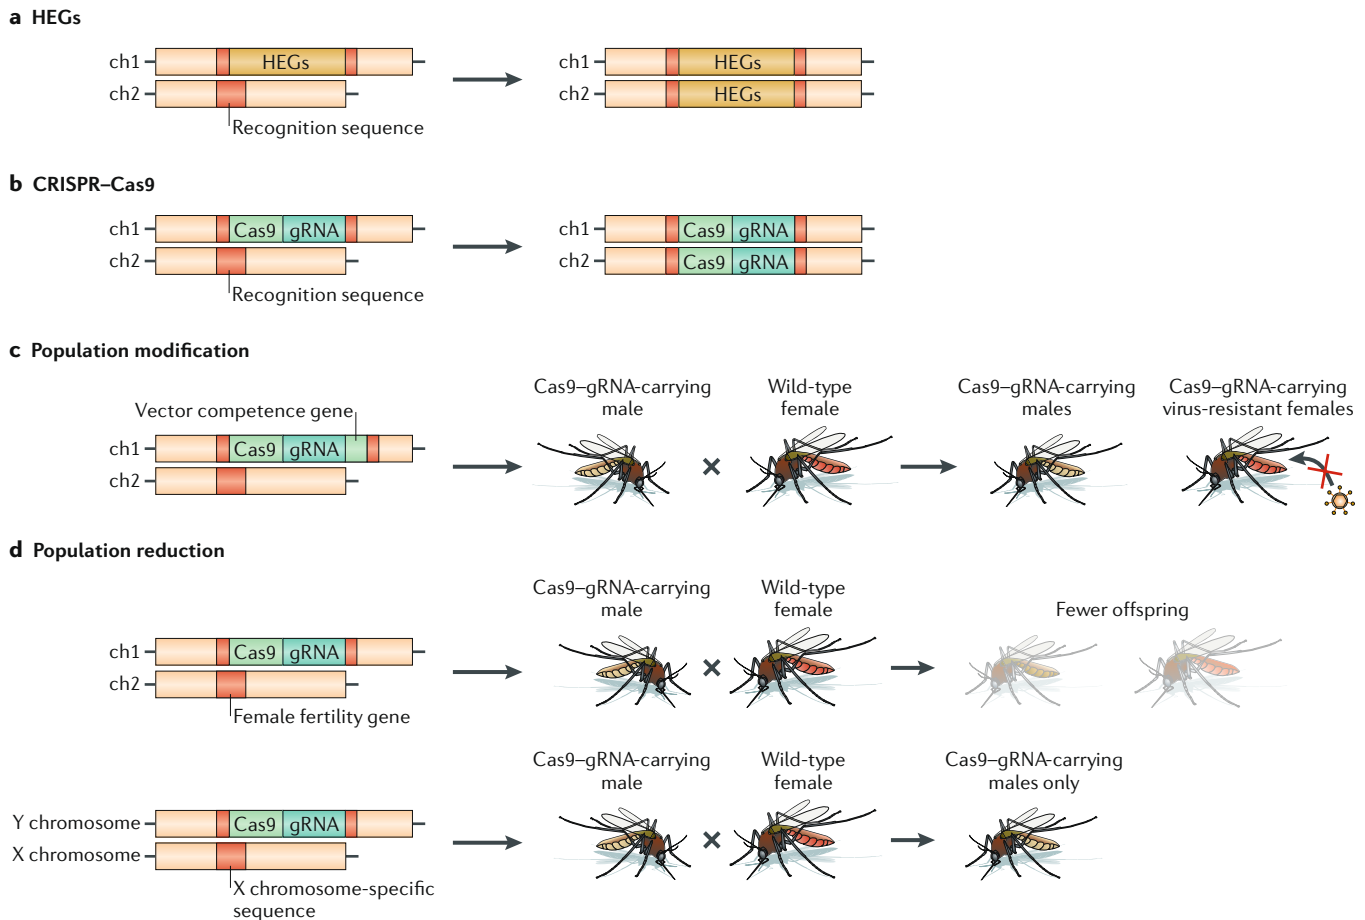 a HEGs
ch1
HEGs
ch2
Recognition sequence
ch1
HEGs
ch2
HEGs
b CRISPR–Cas9
ch1
Cas9 gRNA
ch2
Recognition sequence
ch1
Cas9 gRNA
ch2
Cas9 gRNA
c Population modification
Vector competence gene
ch1
Cas9 gRNA
ch2
Cas9–gRNA-carrying
male
×
Wild-type
female
Cas9–gRNA-carrying
males
Cas9–gRNA-carrying
virus-resistant females
d Population reduction
ch1
Cas9 gRNA
ch2
Female fertility gene
Cas9–gRNA-carrying
male
×
Wild-type
female
Fewer offspring
Y chromosome
Cas9 gRNA
X chromosome
X chromosome-specific
sequence
Cas9–gRNA-carrying
male
×
Wild-type
female
Cas9–gRNA-carrying
males only